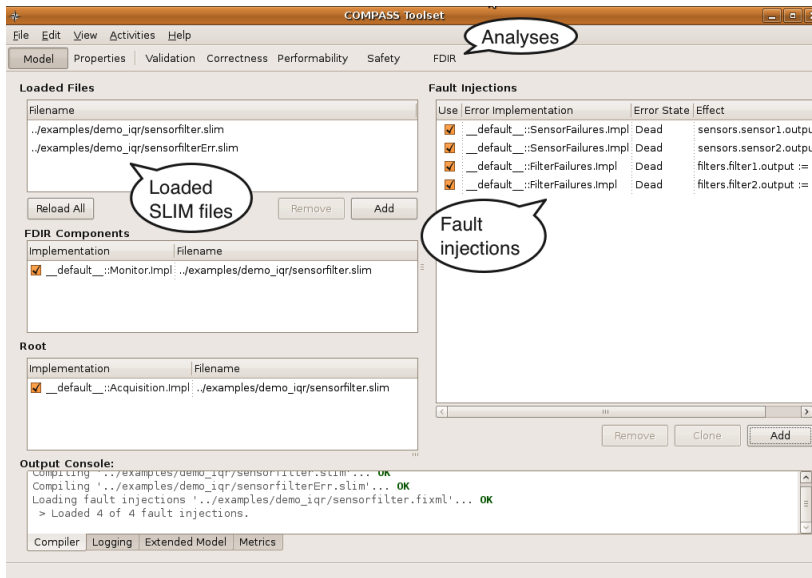 COMPASS Toolset
File Edit View Activities Help
Analyses
Model Properties Validation Correctness Performability Safety FDIR
Loaded Files
Filename
../examples/demo_iqr/sensorfilter.slim
../examples/demo_iqr/sensorfilterErr.slim
Loaded
SLIM files
Reload All Remove Add
FDIR Components
Implementation Filename
__default__::Monitor.Impl ../examples/demo_iqr/sensorfilter.slim
Root
Implementation Filename
__default__::Acquisition.Impl ../examples/demo_iqr/sensorfilter.slim
Fault Injections
Use Error Implementation Error State Effect
__default__::SensorFailures.Impl Dead sensors.sensor1.outpu
__default__::SensorFailures.Impl Dead sensors.sensor2.outpu
__default__::FilterFailures.Impl Dead filters.filter1.output :=
__default__::FilterFailures.Impl Dead filters.filter2.output :=
Fault
injections
Remove Clone Add
Output Console:
Compiling '../examples/demo_iqr/sensorfilter.slim'... OK
Compiling '../examples/demo_iqr/sensorfilterErr.slim'... OK
Loading fault injections '../examples/demo_iqr/sensorfilter.fixml'... OK
> Loaded 4 of 4 fault injections.
Compiler Logging Extended Model Metrics